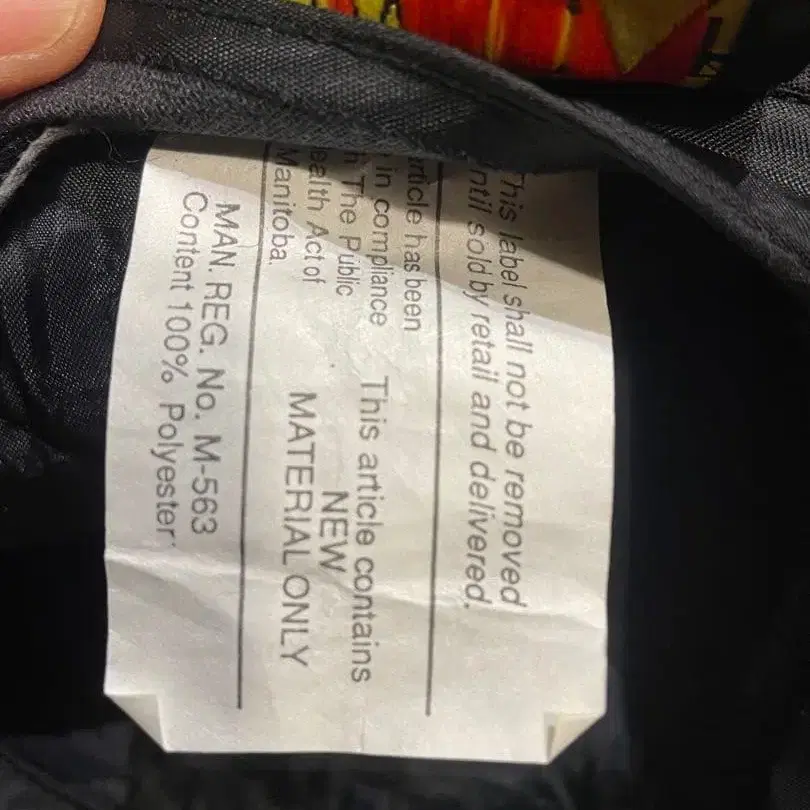 This label shall not be removed
until sold by retail and delivered.
rticle has been
in compliance
h The Public
ealth Act of
Manitoba.
This article contains
NEW
MATERIAL ONLY
MAN. REG. No. M-563
Content 100% Polyester